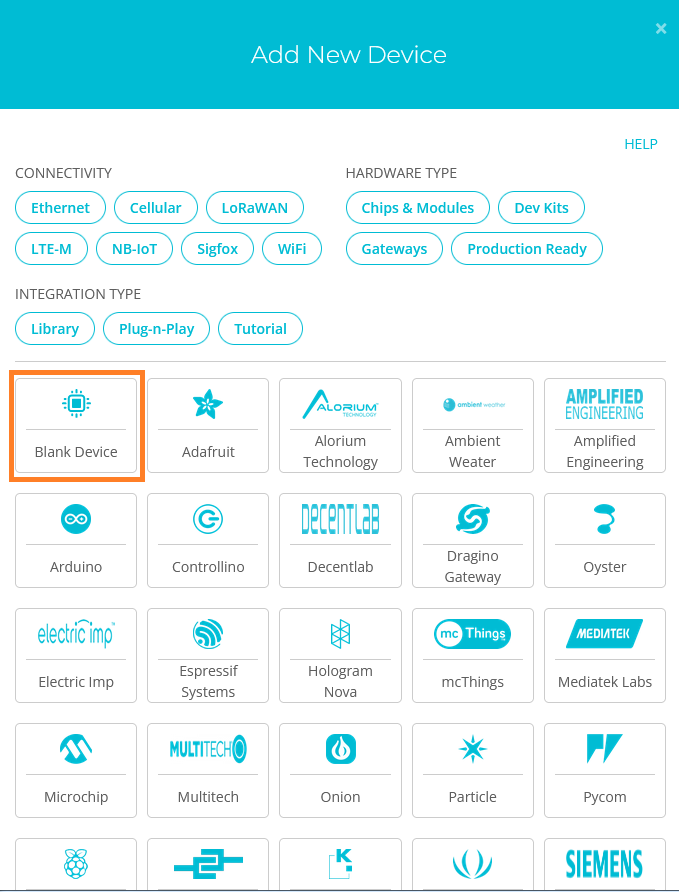 ×
Add New Device
HELP
CONNECTIVITY
Ethernet Cellular LoRaWAN
LTE-M NB-IoT Sigfox WiFi
HARDWARE TYPE
Chips & Modules Dev Kits
Gateways Production Ready
INTEGRATION TYPE
Library Plug-n-Play Tutorial
Blank Device
Adafruit
ALORIUM
TECHNOLOGY
Alorium
Technology
ambient weather
Ambient
Weater
AMPLIFIED
ENGINEERING
Amplified
Engineering
Arduino
Controllino
DECENTLAB
Decentlab
Dragino
Gateway
Oyster
electric imp
Electric Imp
Espressif
Systems
Hologram
Nova
mc Things
mcThings
MEDIATEK
Mediatek Labs
Microchip
MULTITECH
Multitech
Onion
Particle
Pycom
K
SIEMENS